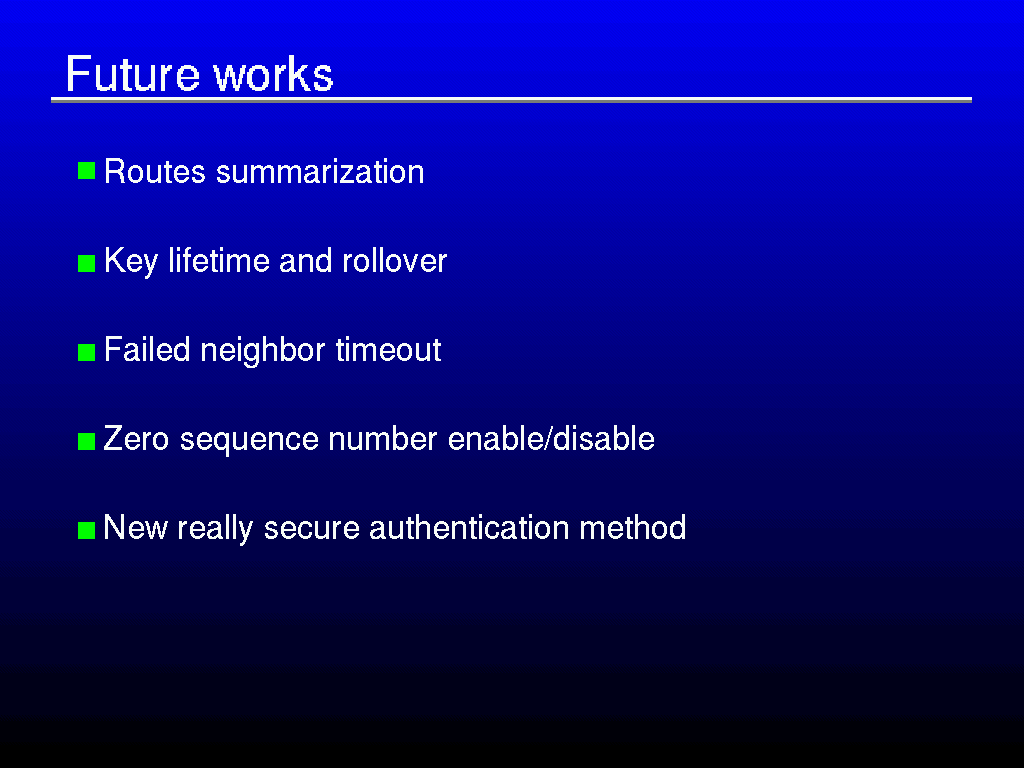 Future works
Routes summarization
Key lifetime and rollover
Failed neighbor timeout
Zero sequence number enable/disable
New really secure authentication method